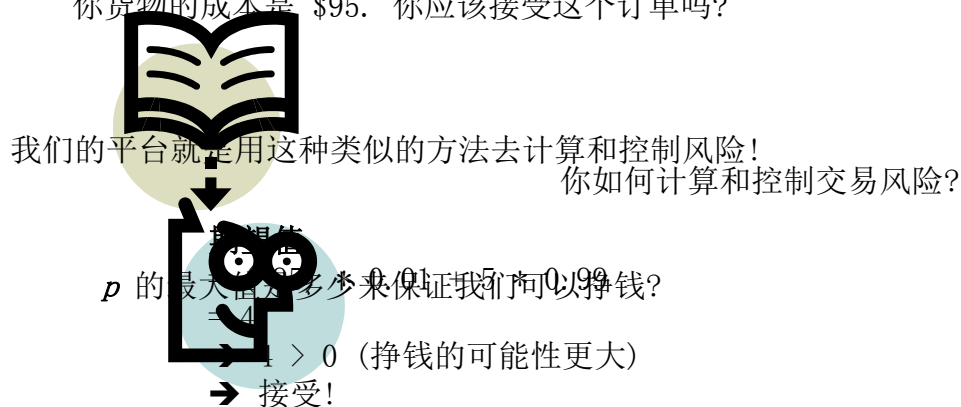 你货物的成本是 $95. 你应该接受这个订单吗?
我们的平台就是用这种类似的方法去计算和控制风险!
你如何计算和控制交易风险?
期望值
p 的最大值是多少来保证我们可以挣钱?
* 0.01 5 * 0.99
= 4
➔ 4 > 0 (挣钱的可能性更大)
➔ 接受!